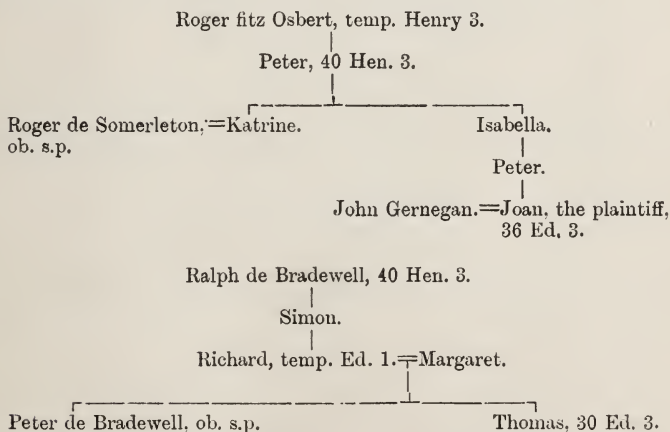 Roger fitz Osbert, temp. Henry 3.
Peter, 40 Hen. 3.
Roger de Somerleton,=Katrine. Isabella.
ob. s.p.
Peter.
John Gernegan.=Joan, the plaintiff,
36 Ed. 3.
Ralph de Bradewell, 40 Hen. 3.
Simon.
Richard, temp. Ed. 1.=Margaret.
Peter de Bradewell, ob. s.p. Thomas, 30 Ed. 3.